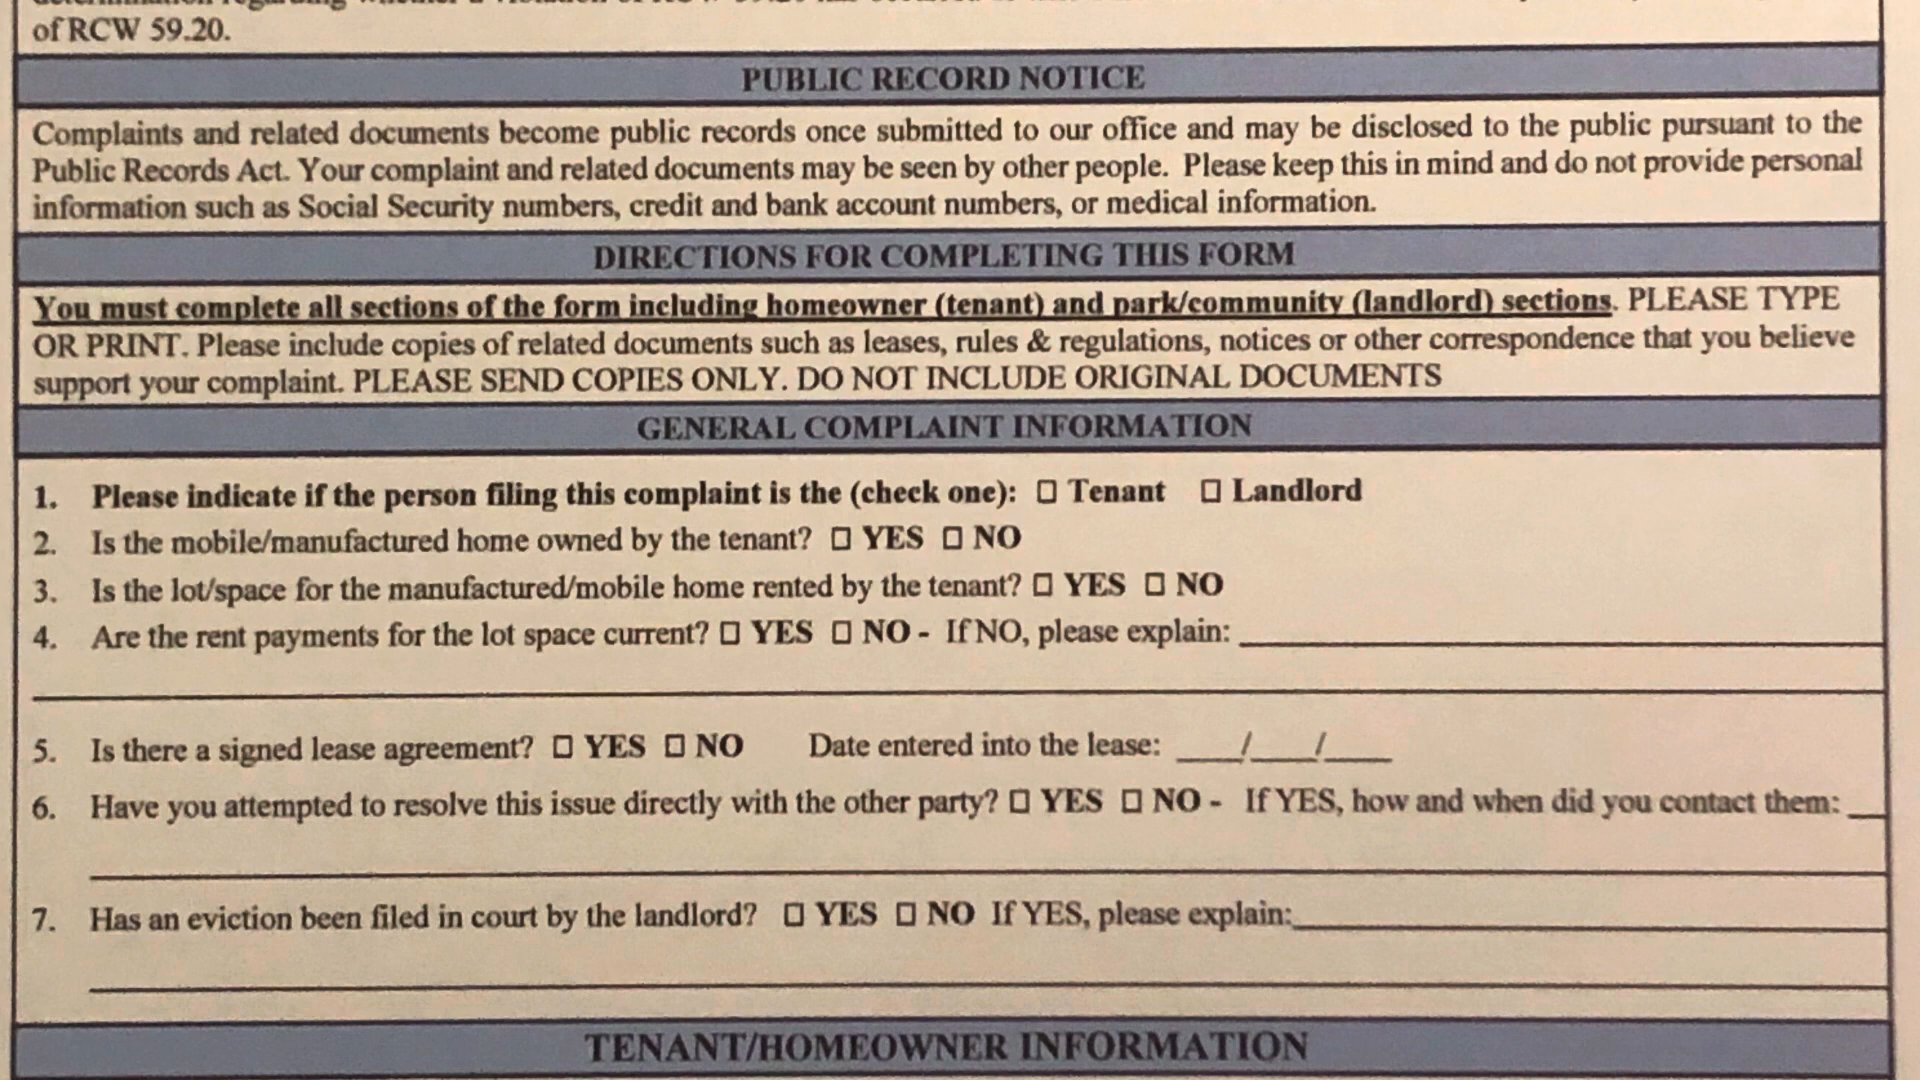 of RCW 59.20.
PUBLIC RECORD NOTICE
Complaints and related documents become public records once submitted to our office and may be disclosed to the public pursuant to the
Public Records Act. Your complaint and related documents may be seen by other people. Please keep this in mind and do not provide personal
information such as Social Security numbers, credit and bank account numbers, or medical information.
DIRECTIONS FOR COMPLETING THIS FORM
You must complete all sections of the form including homeowner (tenant) and park/community (landlord) sections. PLEASE TYPE
OR PRINT. Please include copies of related documents such as leases, rules & regulations, notices or other correspondence that you believe
support your complaint. PLEASE SEND COPIES ONLY. DO NOT INCLUDE ORIGINAL DOCUMENTS
GENERAL COMPLAINT INFORMATION
1. Please indicate if the person filing this complaint is the (check one): ☐ Tenant ☐ Landlord
2. Is the mobile/manufactured home owned by the tenant? ☐ YES ☐ NO
3. Is the lot/space for the manufactured/mobile home rented by the tenant? ☐ YES ☐ NO
4. Are the rent payments for the lot space current? ☐ YES ☐ NO - If NO, please explain:
5. Is there a signed lease agreement? ☐ YES ☐ NO Date entered into the lease: ____/____/____
6. Have you attempted to resolve this issue directly with the other party? ☐ YES ☐ NO - If YES, how and when did you contact them:
7. Has an eviction been filed in court by the landlord? ☐ YES ☐ NO If YES, please explain:
TENANT/HOMEOWNER INFORMATION